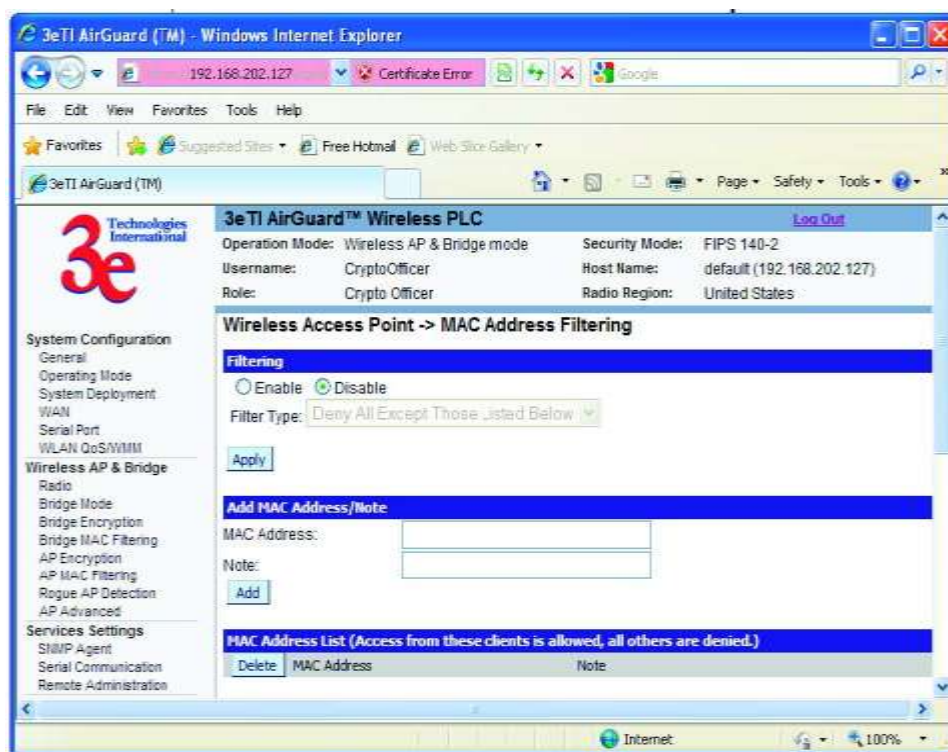 3eTI AirGuard (TM) - Windows Internet Explorer
192.168.202.127 Certificate Error Google
File Edit View Favorites Tools Help
Favorites Suggested Sites Free Hotmail Web Slice Gallery
3eTI AirGuard (TM) Page Safety Tools
3e Technologies International
3eTI AirGuard™ Wireless PLC Log Out
Operation Mode: Wireless AP & Bridge mode Security Mode: FIPS 140-2
Username: CryptoOfficer Host Name: default (192.168.202.127)
Role: Crypto Officer Radio Region: United States
System Configuration
General
Operating Mode
System Deployment
WAN
Serial Port
WLAN QoS/WMM
Wireless AP & Bridge
Radio
Bridge Mode
Bridge Encryption
Bridge MAC Filtering
AP Encryption
AP MAC Filtering
Rogue AP Detection
AP Advanced
Services Settings
SNMP Agent
Serial Communication
Remote Administration
Wireless Access Point -> MAC Address Filtering
Filtering
Enable Disable
Filter Type: Deny All Except Those Listed Below
Apply
Add MAC Address/Note
MAC Address:
Note:
Add
MAC Address List (Access from these clients is allowed, all others are denied.)
Delete MAC Address Note
Internet 100%